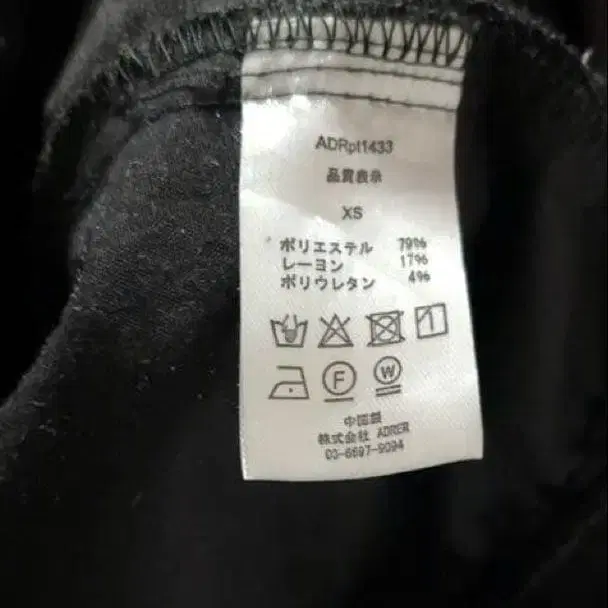 ADRpt1433
品質表示
XS
ポリエステル 79%
レーヨン 17%
ポリウレタン 4%
F W
中国製
株式会社 ADRER
03-6697-9094